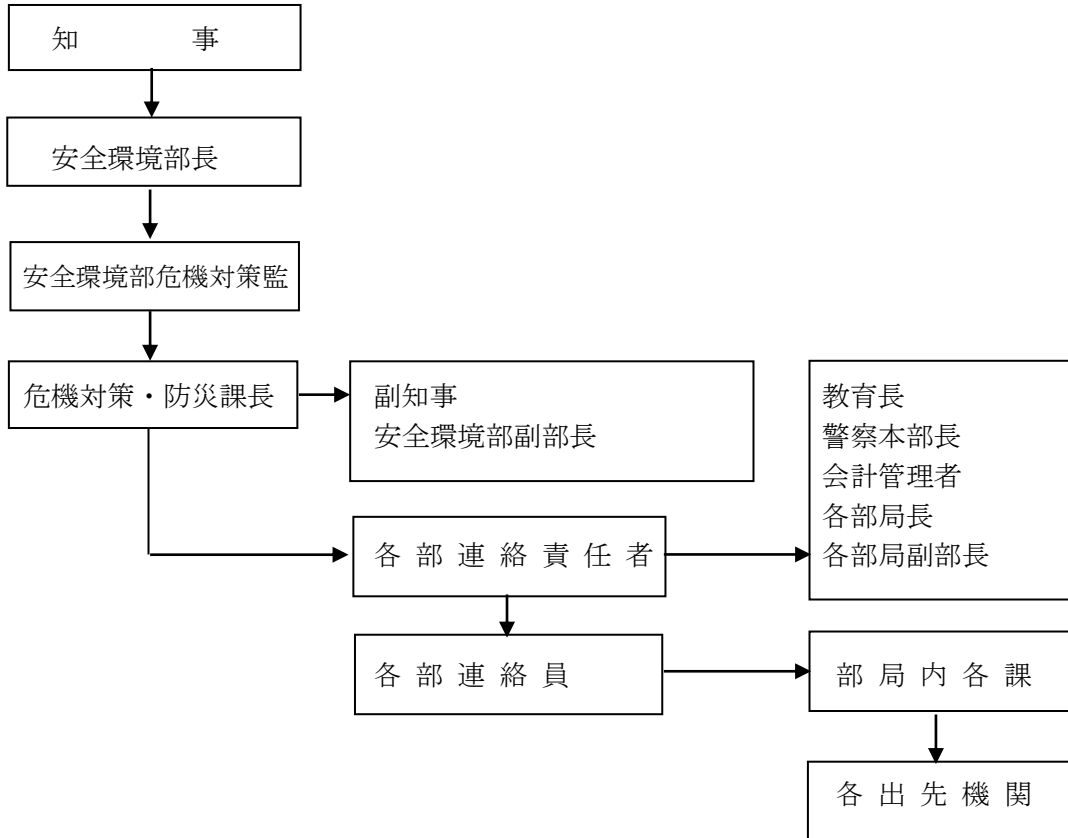 知　　　　事
安全環境部長
安全環境部危機対策監
危機対策・防災課長
副知事
安全環境部副部長
教育長
警察本部長
会計管理者
各部局長
各部局副部長
各 部 連 絡 責 任 者
各 部 連 絡 員
部 局 内 各 課
各 出 先 機 関